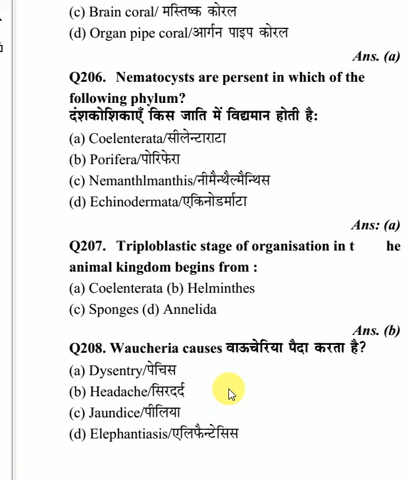 (c) Brain coral/ मस्तिष्क कोरल
(d) Organ pipe coral/आर्गन पाइप कोरल
Ans. (a)
Q206. Nematocysts are persent in which of the
following phylum?
दंशकोशिकाएँ किस जाति में विद्यमान होती है:
(a) Coelenterata/सीलेन्टाराटा
(b) Porifera/पोरिफेरा
(c) Nemanthlmanthis/नीमैन्थैल्मैन्थिस
(d) Echinodermata/एकिनोडर्माटा
Ans: (a)
Q207. Triploblastic stage of organisation in t he
animal kingdom begins from :
(a) Coelenterata (b) Helminthes
(c) Sponges (d) Annelida
Ans. (b)
Q208. Waucheria causes वाऊचेरिया पैदा करता है?
(a) Dysentry/पेचिस
(b) Headache/सिरदर्द
(c) Jaundice/पीलिया
(d) Elephantiasis/एलिफैन्टेसिस